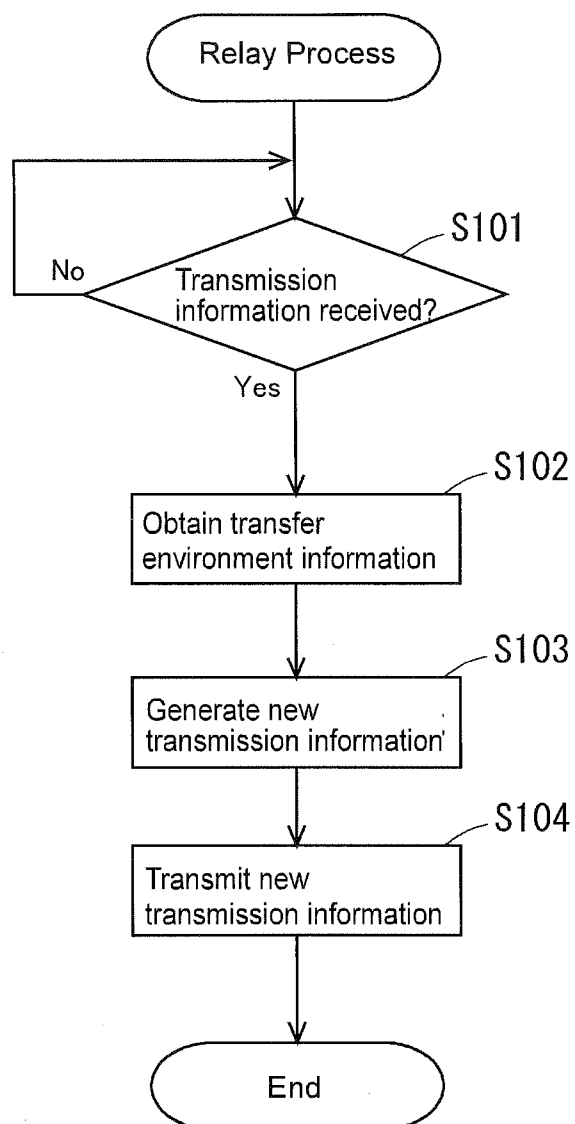 Relay Process
S101
No
Transmission
information received?
Yes
S102
Obtain transfer
environment information
S103
Generate new
transmission information
S104
Transmit new
transmission information
End